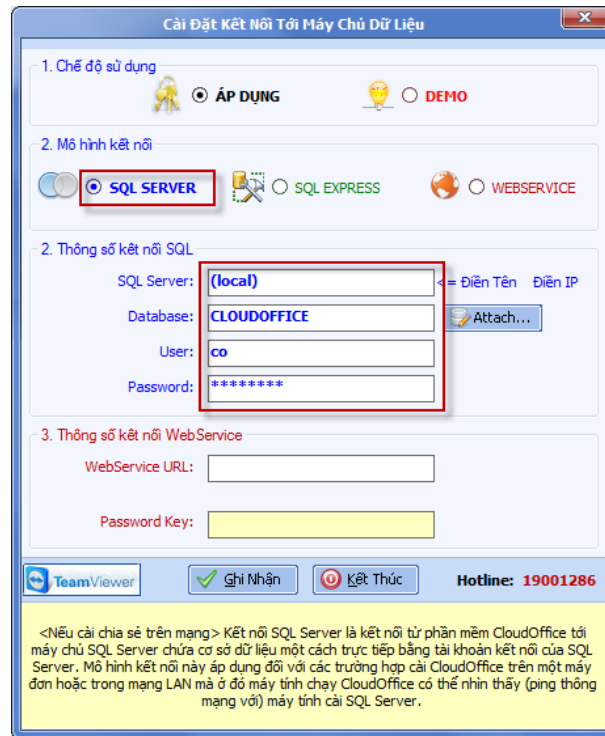 Cài Đặt Kết Nối Tới Máy Chủ Dữ Liệu
1. Chế độ sử dụng
ÁP DỤNG
DEMO
2. Mô hình kết nối
SQL SERVER
SQL EXPRESS
WEBSERVICE
2. Thông số kết nối SQL
SQL Server: (local) <= Điền Tên Điền IP
Database: CLOUDOFFICE Attach...
User: co
Password: ********
3. Thông số kết nối WebService
WebService URL:
Password Key:
TeamViewer Ghi Nhận Kết Thúc Hotline: 19001286
<Nếu cài chia sẻ trên mạng> Kết nối SQL Server là kết nối từ phần mềm CloudOffice tới
máy chủ SQL Server chứa cơ sở dữ liệu một cách trực tiếp bằng tài khoản kết nối của SQL
Server. Mô hình kết nối này áp dụng đối với các trường hợp cài CloudOffice trên một máy
đơn hoặc trong mạng LAN mà ở đó máy tính chạy CloudOffice có thể nhìn thấy (ping thông
mạng với) máy tính cài SQL Server.